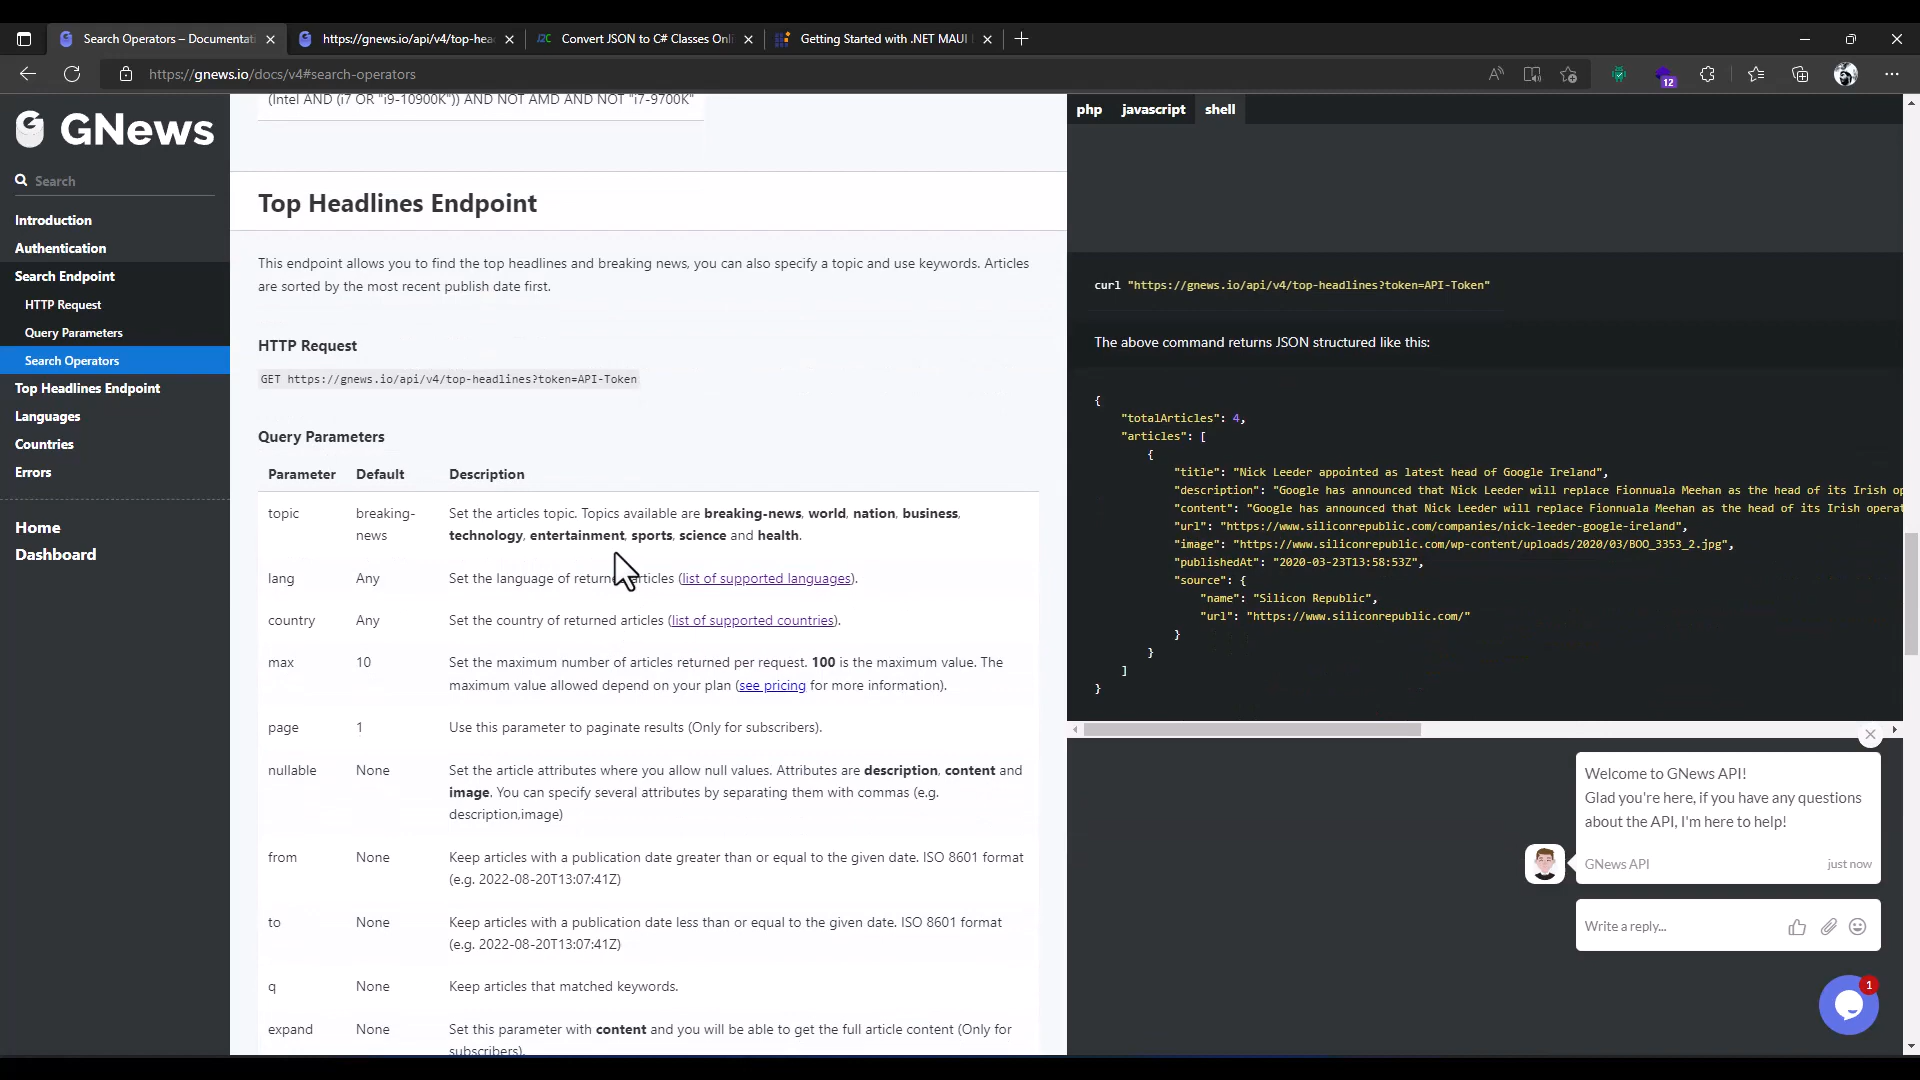 Search Operators – Documentat
https://gnews.io/api/v4/top-hea
J2C
Convert JSON to C# Classes Onl
Getting Started with .NET MAUI
https://gnews.io/docs/v4#search-operators
12
GNews
Search
Introduction
Authentication
Search Endpoint
HTTP Request
Query Parameters
Search Operators
Top Headlines Endpoint
Languages
Countries
Errors
Home
Dashboard
(Intel AND (i7 OR "i9-10900K")) AND NOT AMD AND NOT "i7-9700K"
Top Headlines Endpoint
This endpoint allows you to find the top headlines and breaking news, you can also specify a topic and use keywords. Articles
are sorted by the most recent publish date first.
HTTP Request
GET https://gnews.io/api/v4/top-headlines?token=API-Token
Query Parameters
Parameter Default Description
topic breaking- Set the articles topic. Topics available are breaking-news, world, nation, business,
news technology, entertainment, sports, science and health.
lang Any Set the language of returned articles (list of supported languages).
country Any Set the country of returned articles (list of supported countries).
max 10 Set the maximum number of articles returned per request. 100 is the maximum value. The
maximum value allowed depend on your plan (see pricing for more information).
page 1 Use this parameter to paginate results (Only for subscribers).
nullable None Set the article attributes where you allow null values. Attributes are description, content and
image. You can specify several attributes by separating them with commas (e.g.
description,image)
from None Keep articles with a publication date greater than or equal to the given date. ISO 8601 format
(e.g. 2022-08-20T13:07:41Z)
to None Keep articles with a publication date less than or equal to the given date. ISO 8601 format
(e.g. 2022-08-20T13:07:41Z)
q None Keep articles that matched keywords.
expand None Set this parameter with content and you will be able to get the full article content (Only for
subscribers).
php javascript shell
curl "https://gnews.io/api/v4/top-headlines?token=API-Token"
The above command returns JSON structured like this:
{
"totalArticles": 4,
"articles": [
{
"title": "Nick Leeder appointed as latest head of Google Ireland",
"description": "Google has announced that Nick Leeder will replace Fionnuala Meehan as the head of its Irish op
"content": "Google has announced that Nick Leeder will replace Fionnuala Meehan as the head of its Irish operat
"url": "https://www.siliconrepublic.com/companies/nick-leeder-google-ireland",
"image": "https://www.siliconrepublic.com/wp-content/uploads/2020/03/BOO_3353_2.jpg",
"publishedAt": "2020-03-23T13:58:53Z",
"source": {
"name": "Silicon Republic",
"url": "https://www.siliconrepublic.com/"
}
}
]
}
Welcome to GNews API!
Glad you're here, if you have any questions
about the API, I'm here to help!
GNews API just now
Write a reply...
1